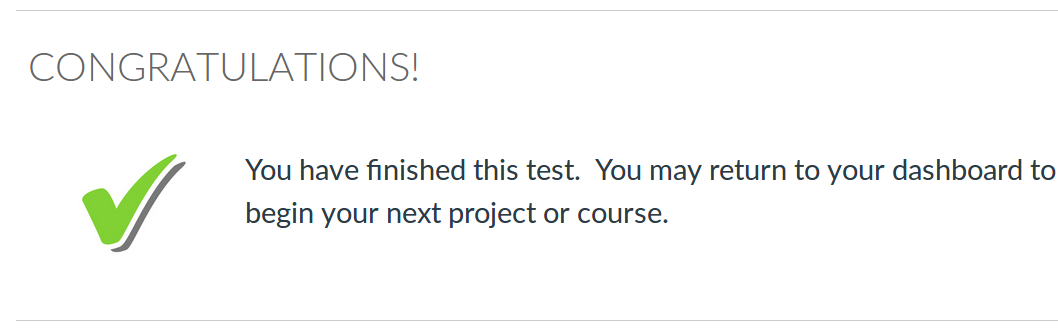 CONGRATULATIONS!
You have finished this test.  You may return to your dashboard to
begin your next project or course.